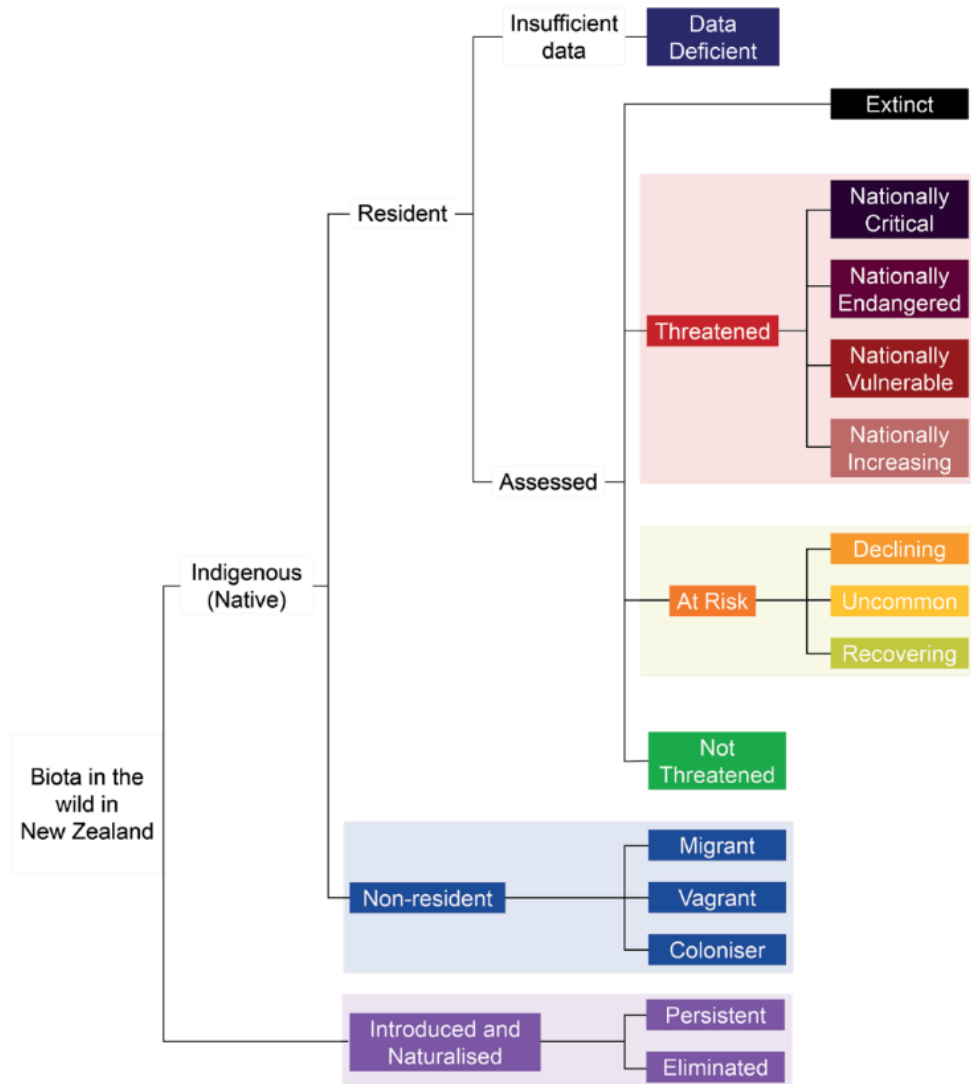 Insufficient
data
Data
Deficient
Extinct
Resident
Nationally
Critical
Nationally
Endangered
Threatened
Nationally
Vulnerable
Nationally
Increasing
Assessed
Indigenous
(Native)
Declining
At Risk
Uncommon
Recovering
Not
Threatened
Biota in the
wild in
New Zealand
Migrant
Non-resident
Vagrant
Coloniser
Introduced and
Naturalised
Persistent
Eliminated